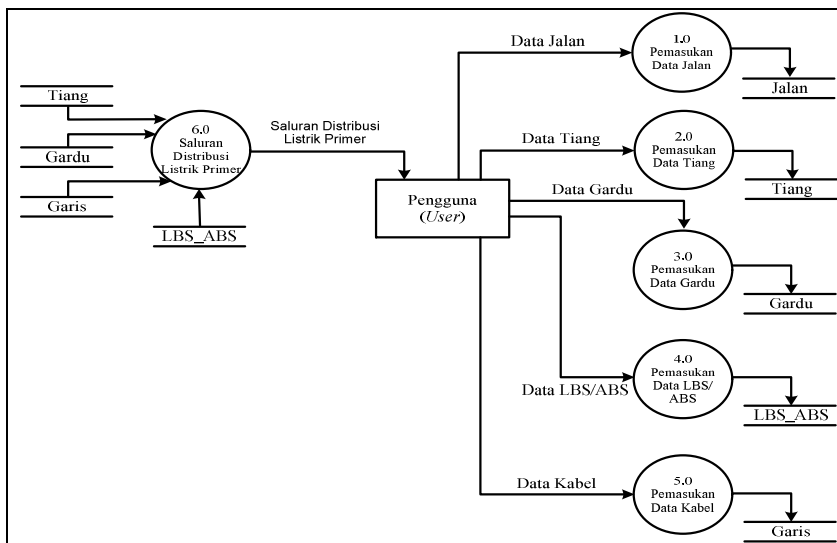 Tiang
Gardu
Garis
6.0
Saluran
Distribusi
Listrik Primer
LBS_ABS
Saluran Distribusi
Listrik Primer
Pengguna
(User)
Data Jalan
1.0
Pemasukan
Data Jalan
Jalan
Data Tiang
2.0
Pemasukan
Data Tiang
Tiang
Data Gardu
3.0
Pemasukan
Data Gardu
Gardu
Data LBS/ABS
4.0
Pemasukan
Data LBS/
ABS
LBS_ABS
Data Kabel
5.0
Pemasukan
Data Kabel
Garis